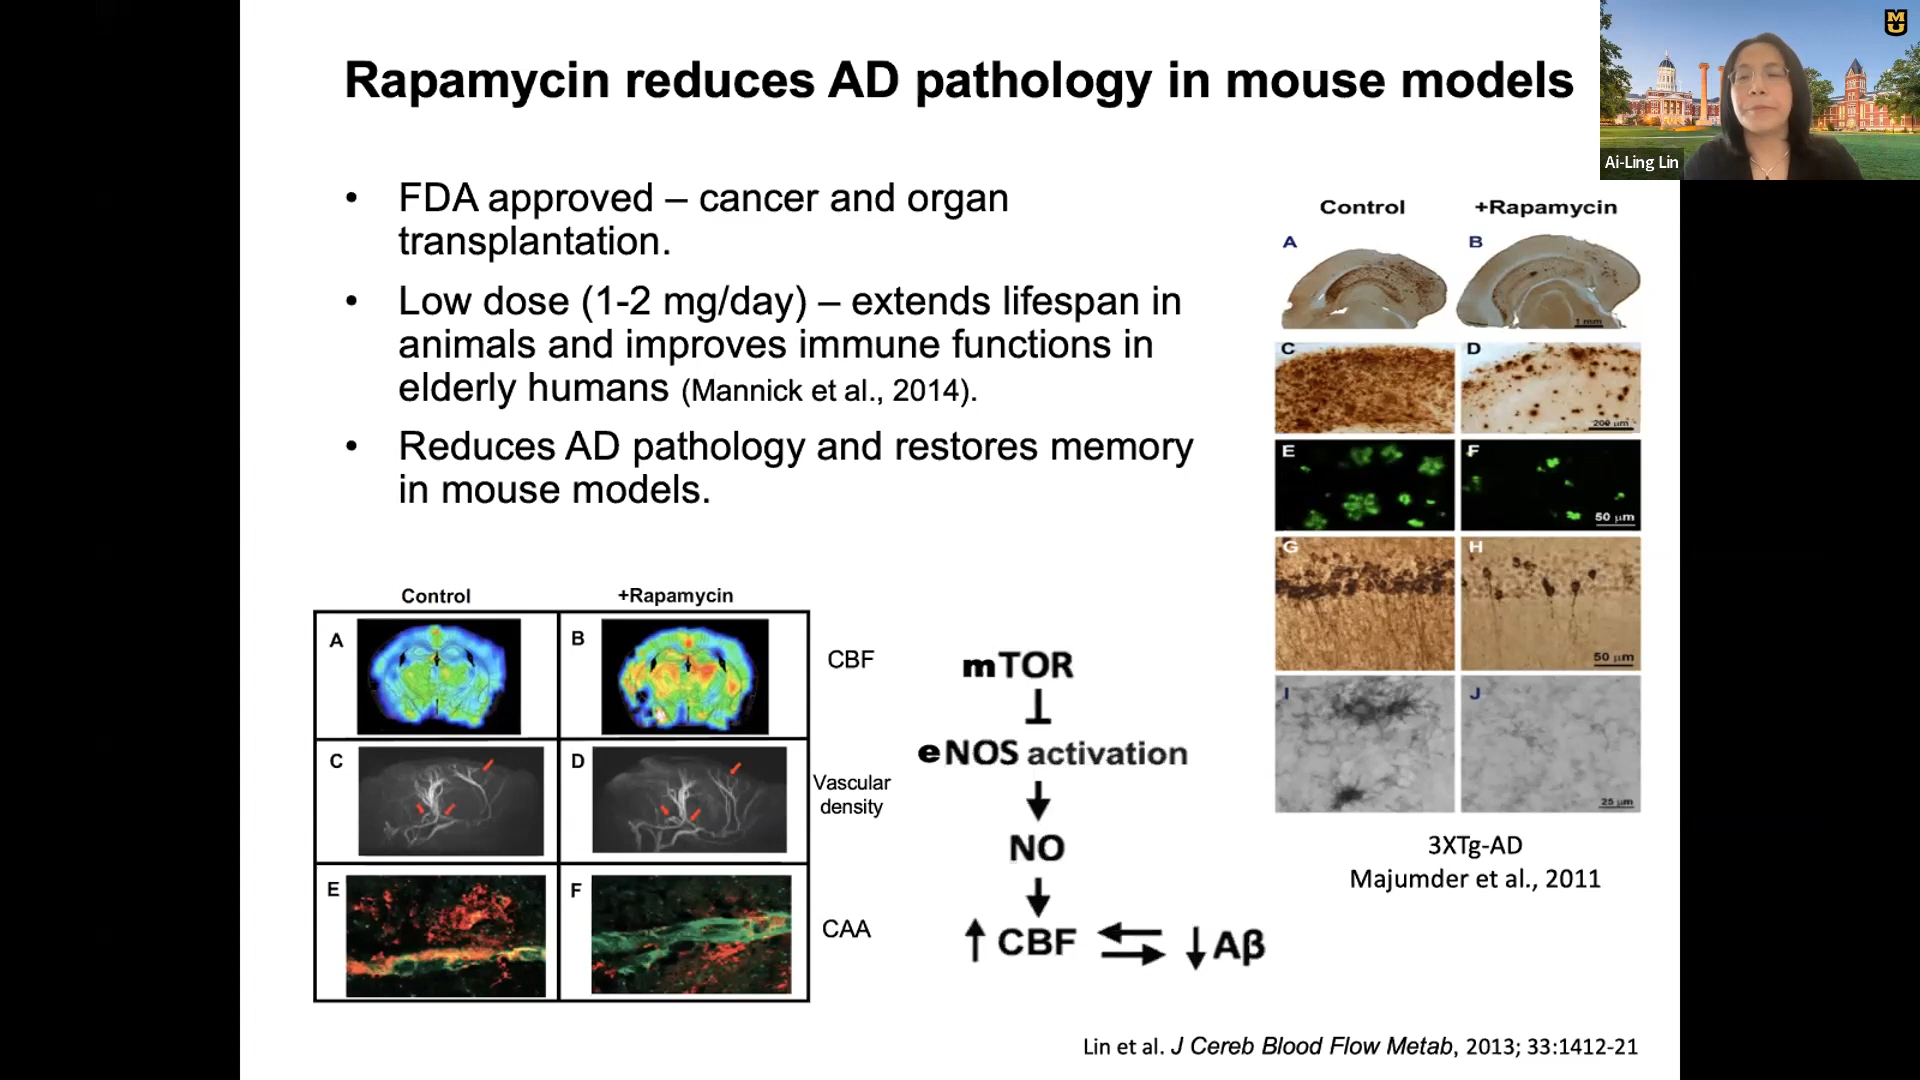 Rapamycin reduces AD pathology in mouse models
MU
Ai-Ling Lin
• FDA approved – cancer and organ
transplantation.
• Low dose (1-2 mg/day) – extends lifespan in
animals and improves immune functions in
elderly humans (Mannick et al., 2014).
• Reduces AD pathology and restores memory
in mouse models.
Control +Rapamycin
A B
1 mm
C D
200 µm
E F
50 µm
G H
50 µm
I J
25 µm
3XTg-AD
Majumder et al., 2011
Control +Rapamycin
A B CBF
C D Vascular
density
E F CAA
mTOR
eNOS activation
NO
↑ CBF ⇆ ↓ Aβ
Lin et al. J Cereb Blood Flow Metab, 2013; 33:1412-21